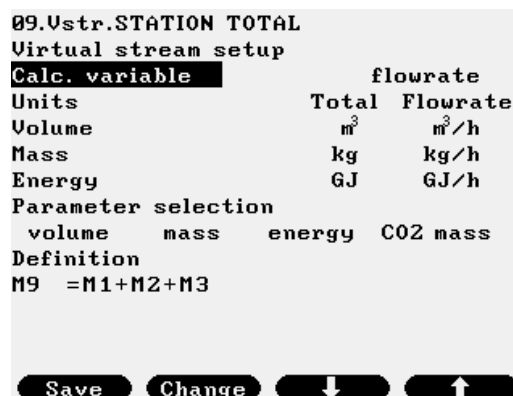 09.Vstr.STATION TOTAL
Virtual stream setup
Calc. variable flowrate
Units Total Flowrate
Volume m³ m³/h
Mass kg kg/h
Energy GJ GJ/h
Parameter selection
volume mass energy CO2 mass
Definition
M9 =M1+M2+M3
Save Change ↓ ↑